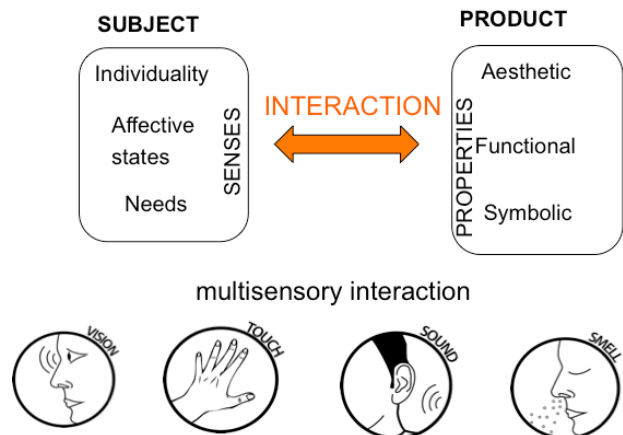 SUBJECT
PRODUCT
Individuality
Affective
states
Needs
SENSES
INTERACTION
PROPERTIES
Aesthetic
Functional
Symbolic
multisensory interaction
VISION
TOUCH
SOUND
SMELL